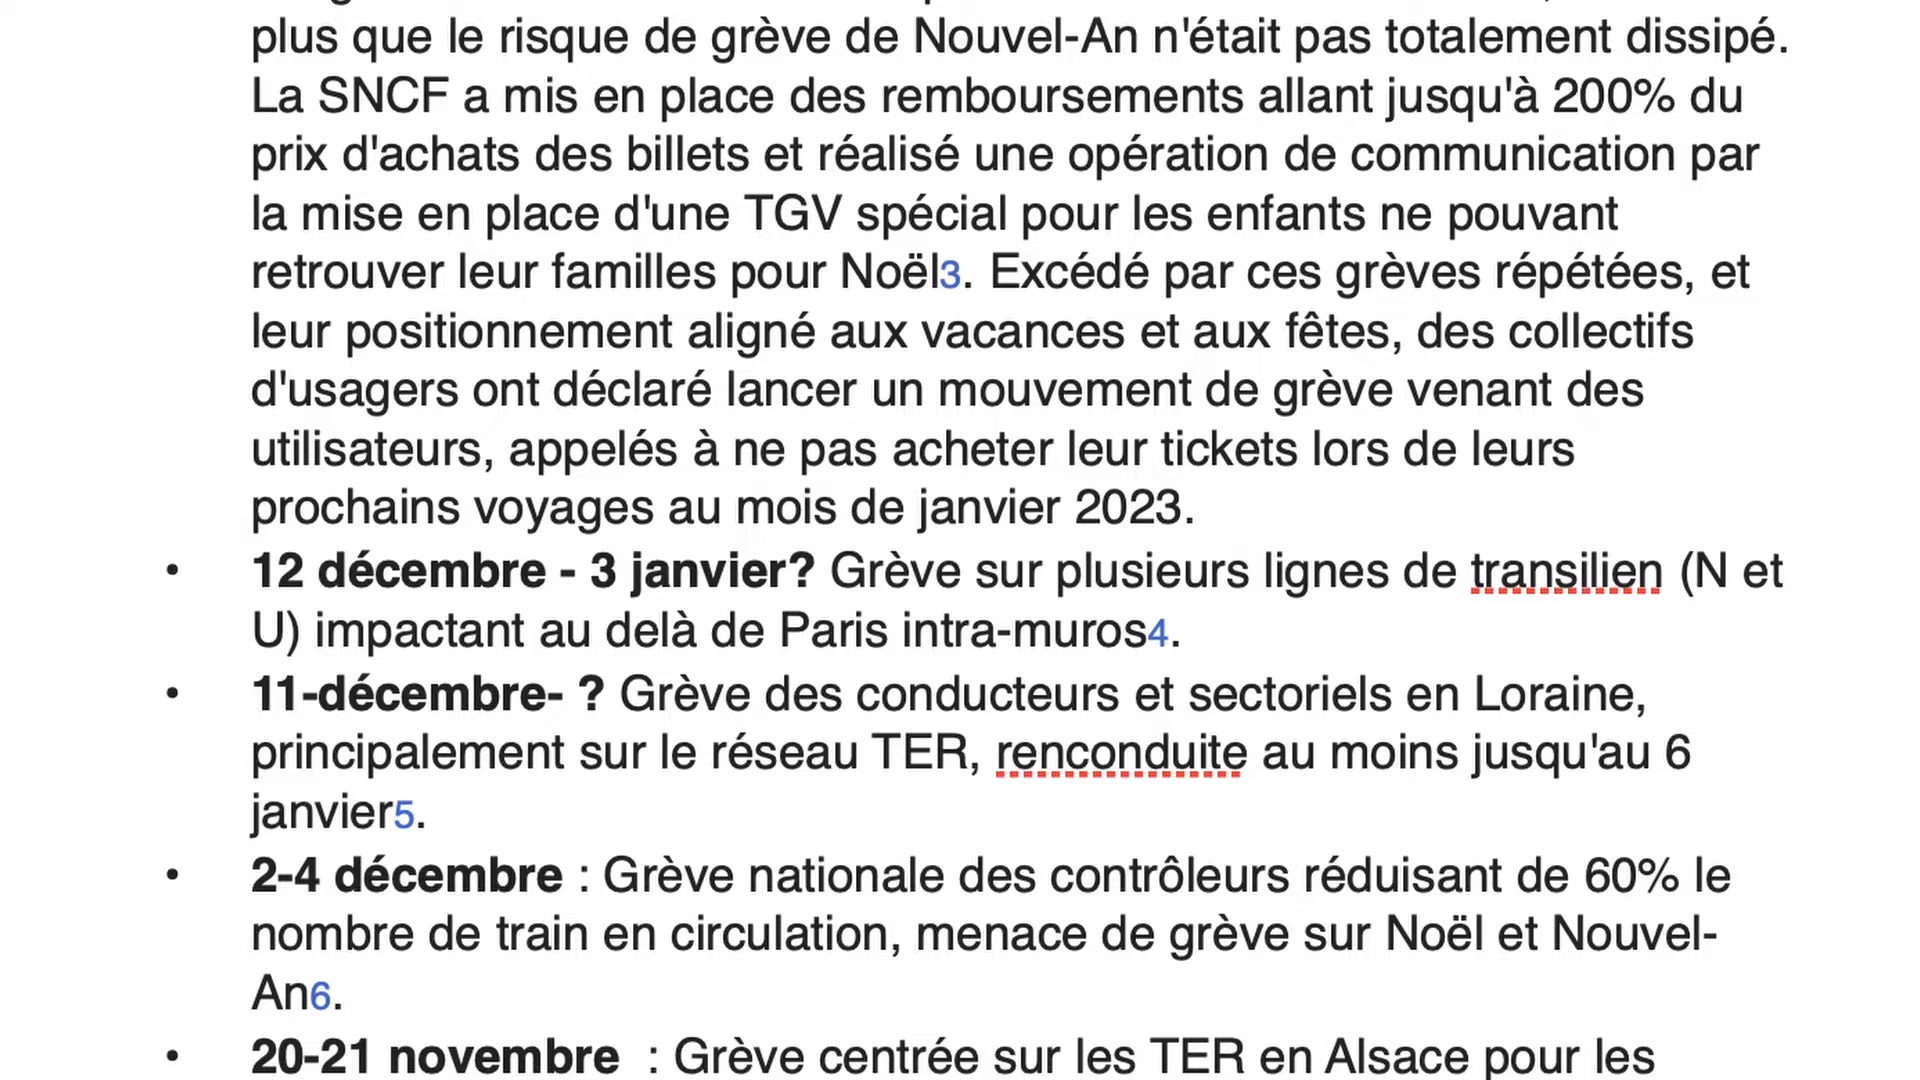 plus que le risque de grève de Nouvel-An n'était pas totalement dissipé.
La SNCF a mis en place des remboursements allant jusqu'à 200% du
prix d'achats des billets et réalisé une opération de communication par
la mise en place d'une TGV spécial pour les enfants ne pouvant
retrouver leur familles pour Noël3. Excédé par ces grèves répétées, et
leur positionnement aligné aux vacances et aux fêtes, des collectifs
d'usagers ont déclaré lancer un mouvement de grève venant des
utilisateurs, appelés à ne pas acheter leur tickets lors de leurs
prochains voyages au mois de janvier 2023.
• 12 décembre - 3 janvier? Grève sur plusieurs lignes de transilien (N et
U) impactant au delà de Paris intra-muros4.
• 11-décembre- ? Grève des conducteurs et sectoriels en Loraine,
principalement sur le réseau TER, renconduite au moins jusqu'au 6
janvier5.
• 2-4 décembre : Grève nationale des contrôleurs réduisant de 60% le
nombre de train en circulation, menace de grève sur Noël et Nouvel-
An6.
• 20-21 novembre : Grève centrée sur les TER en Alsace pour les